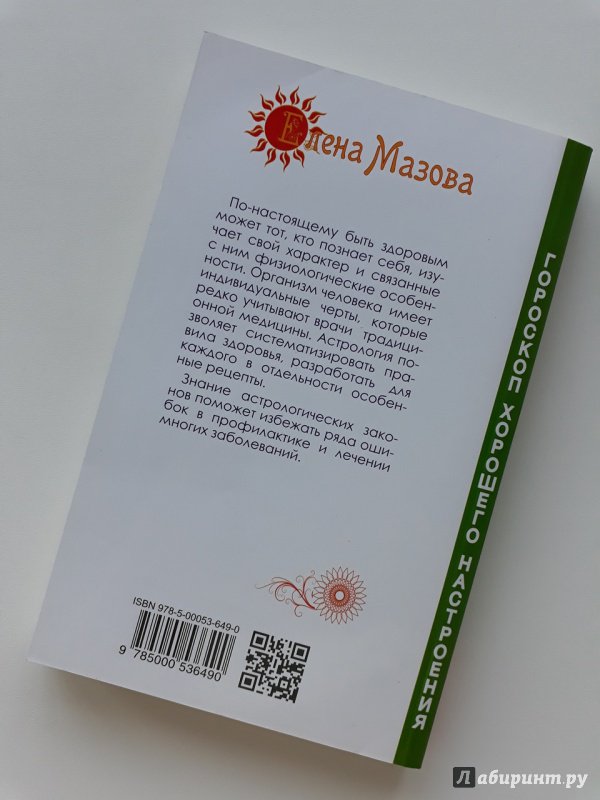 Елена Мазова
По-настоящему быть здоровым
может тот, кто познает себя, изу-
чает свой характер и связанные
с ним физиологические особен-
ности. Организм человека имеет
индивидуальные черты, которые
редко учитывают врачи традици-
онной медицины. Астрология по-
зволяет систематизировать пра-
вила здоровья, разработать для
каждого в отдельности особен-
ные рецепты.
Знание астрологических зако-
нов поможет избежать ряда оши-
бок в профилактике и лечении
многих заболеваний.
ISBN 978-5-00053-649-0
9 785000 536490
ГОРОСКОП ХОРОШЕГО НАСТРОЕНИЯ
Лабиринт.ру